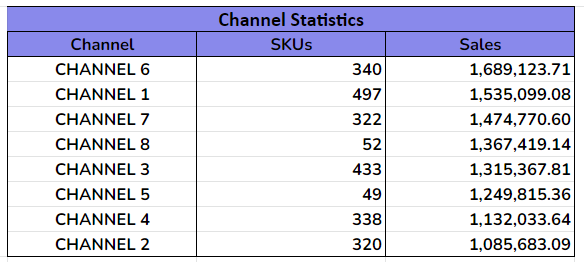 Channel Statistics
Channel SKUs Sales
CHANNEL 6 340 1,689,123.71
CHANNEL 1 497 1,535,099.08
CHANNEL 7 322 1,474,770.60
CHANNEL 8 52 1,367,419.14
CHANNEL 3 433 1,315,367.81
CHANNEL 5 49 1,249,815.36
CHANNEL 4 338 1,132,033.64
CHANNEL 2 320 1,085,683.09